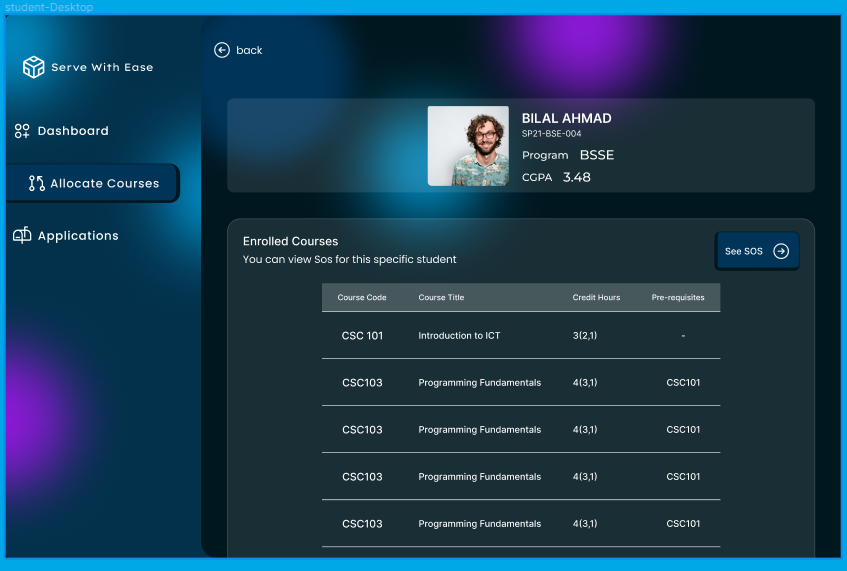 student-Desktop
Serve With Ease
back
Dashboard
Allocate Courses
Applications
BILAL AHMAD
SP21-BSE-004
Program BSSE
CGPA 3.48
Enrolled Courses
You can view Sos for this specific student
See SOS
Course Code Course Title Credit Hours Pre-requisites
CSC 101 Introduction to ICT 3(2,1) -
CSC103 Programming Fundamentals 4(3,1) CSC101
CSC103 Programming Fundamentals 4(3,1) CSC101
CSC103 Programming Fundamentals 4(3,1) CSC101
CSC103 Programming Fundamentals 4(3,1) CSC101